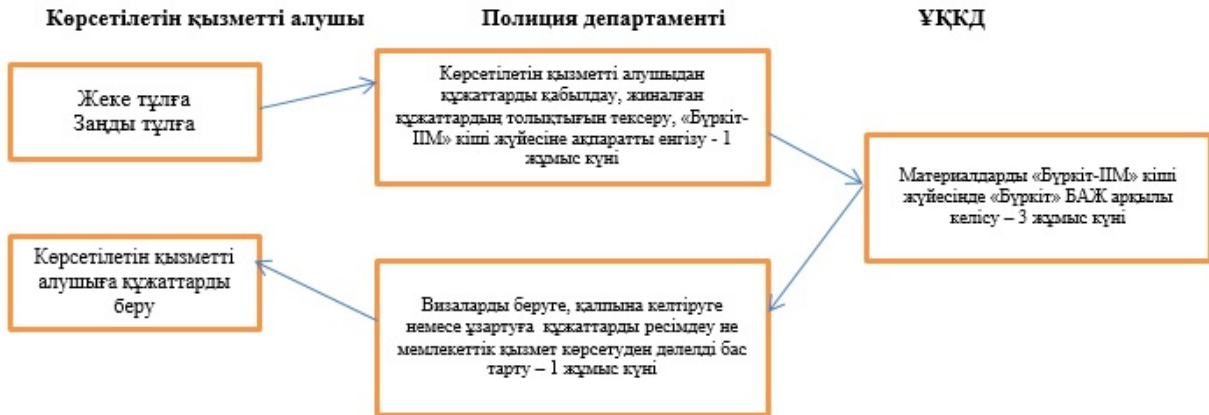 Көрсетілетін қызметті алушы
Полиция департаменті
ҰҚКД
Жеке тұлға
Заңды тұлға
Көрсетілетін қызметті алушыдан
құжаттарды қабылдау, жиналған
құжаттардың толықтығын тексеру, «Бүркіт-
ІІМ» кіші жүйесіне ақпаратты енгізу - 1
жұмыс күні
Материалдарды «Бүркіт-ІІМ» кіші
жүйесінде «Бүркіт» БАЖ арқылы
келісу – 3 жұмыс күні
Визаларды беруге, қалпына келтіруге
немесе ұзартуға құжаттарды ресімдеу не
мемлекеттік қызмет көрсетуден дәлелді бас
тарту – 1 жұмыс күні
Көрсетілетін қызметті
алушыға құжаттарды
беру